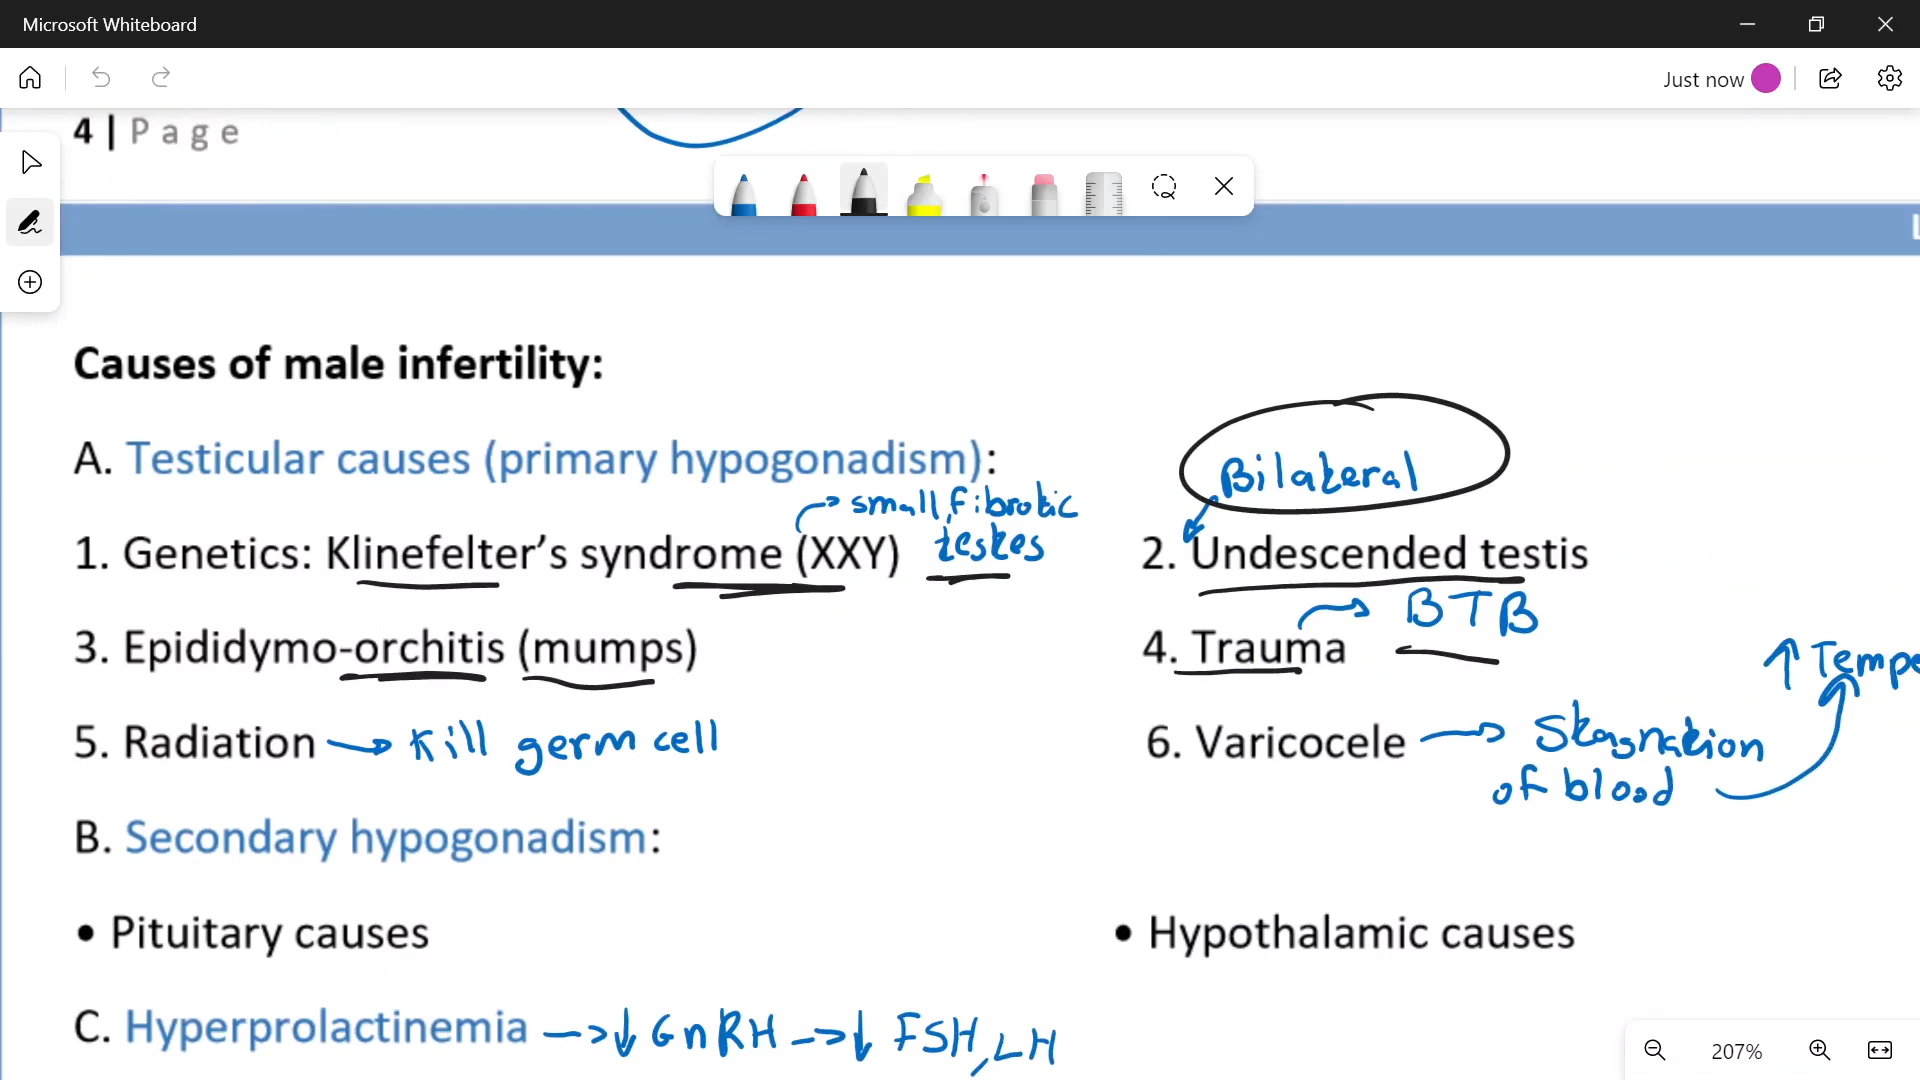 Microsoft Whiteboard
Just now
4 | P a g e
Causes of male infertility:
Bilateral
A. Testicular causes (primary hypogonadism):
small, fibrotic
testes
1. Genetics: Klinefelter’s syndrome (XXY)
2. Undescended testis
BTB
3. Epididymo-orchitis (mumps)
4. Trauma
↑ Tempe
5. Radiation → Kill germ cell
6. Varicocele → Stagnation
of blood
B. Secondary hypogonadism:
• Pituitary causes
• Hypothalamic causes
C. Hyperprolactinemia → ↓ GnRH → ↓ FSH, LH
207%